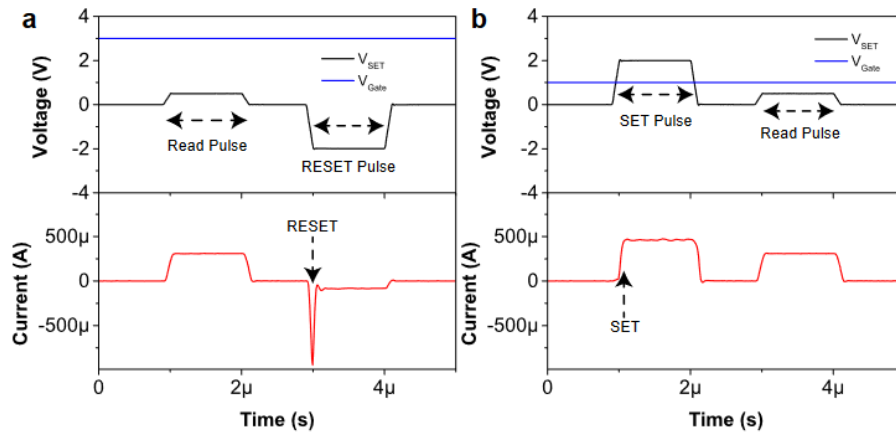 a
Voltage (V)
4
2
0
-2
-4
V_SET
V_Gate
Read Pulse
RESET Pulse
Current (A)
500μ
0
-500μ
RESET
0
2μ
4μ
Time (s)
b
Voltage (V)
4
2
0
-2
-4
V_SET
V_Gate
SET Pulse
Read Pulse
Current (A)
500μ
0
-500μ
SET
0
2μ
4μ
Time (s)